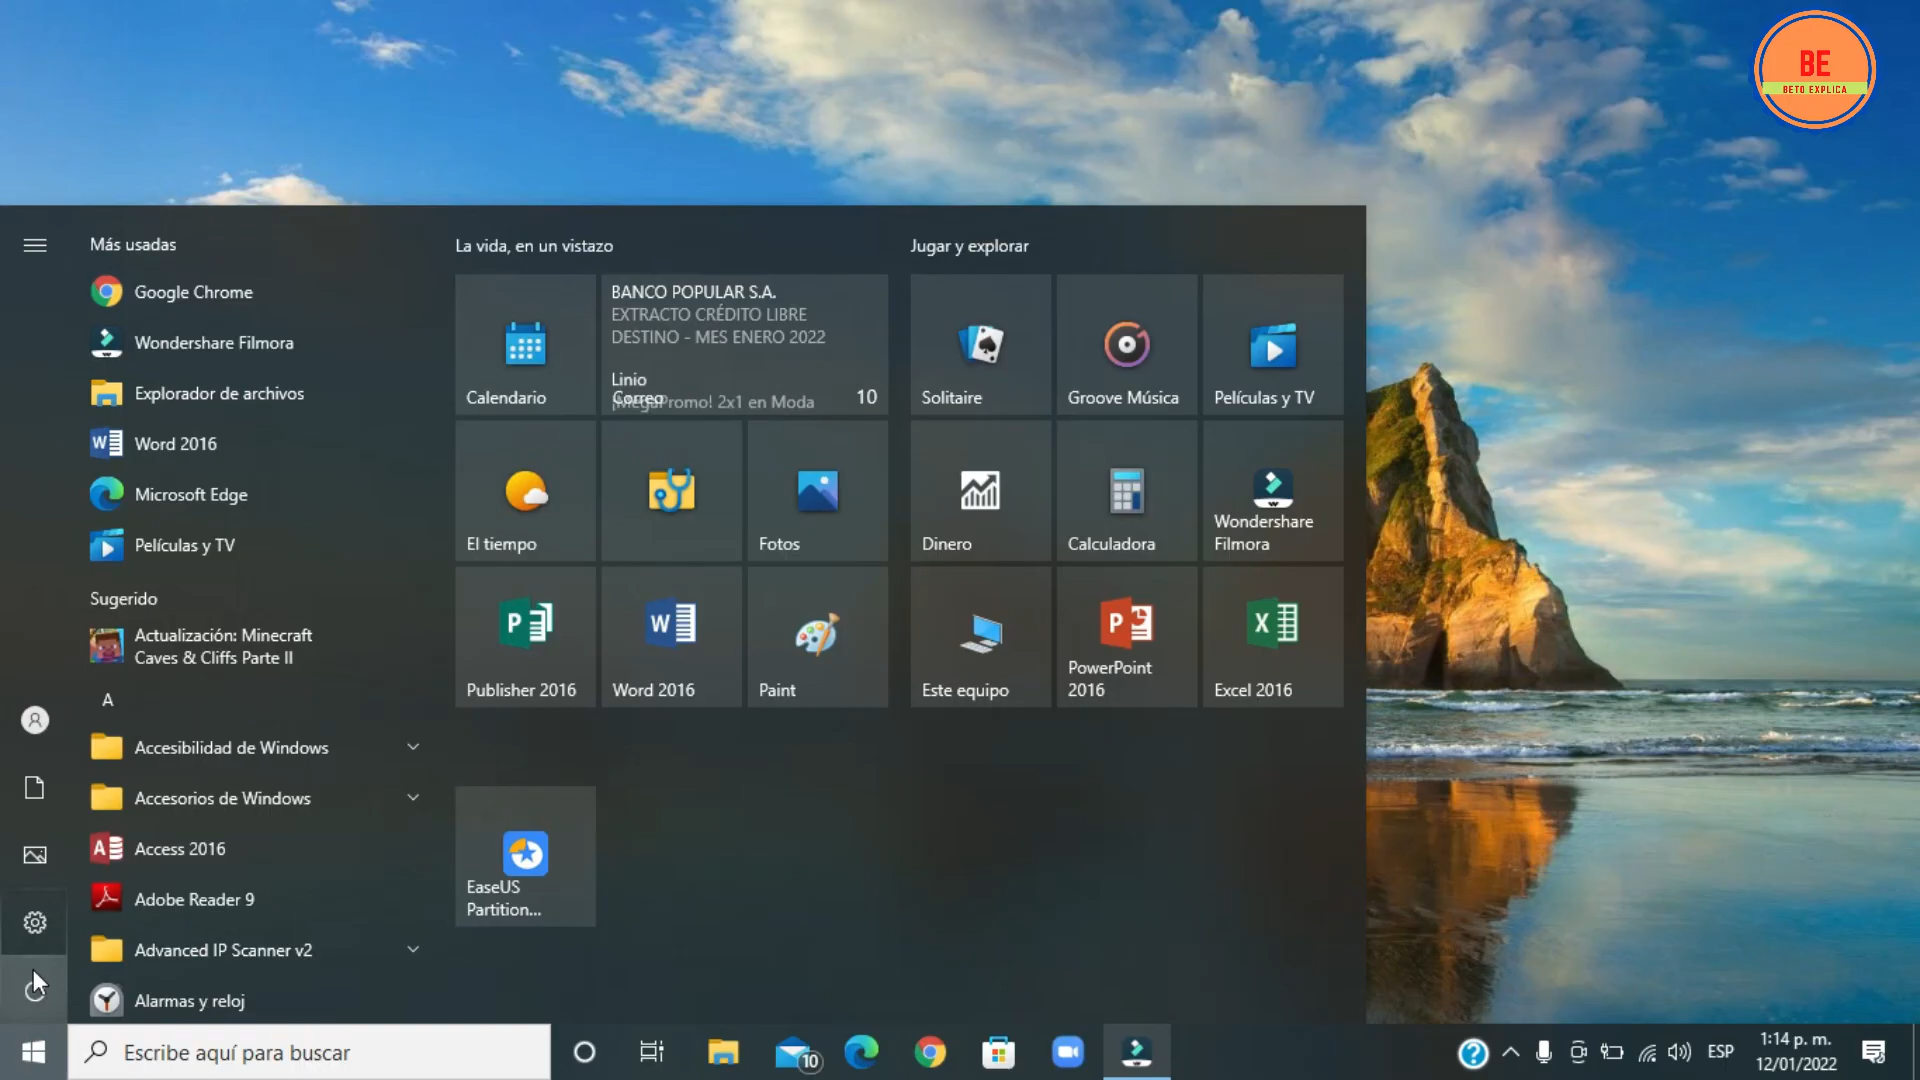 BE
BETO EXPLICA
Más usadas
Google Chrome
Wondershare Filmora
Explorador de archivos
Word 2016
Microsoft Edge
Películas y TV
Sugerido
Actualización: Minecraft
Caves & Cliffs Parte II
A
Accesibilidad de Windows
Accesorios de Windows
Access 2016
Adobe Reader 9
Advanced IP Scanner v2
Alarmas y reloj
La vida, en un vistazo
Calendario
BANCO POPULAR S.A.
EXTRACTO CRÉDITO LIBRE
DESTINO - MES ENERO 2022
Linio
¡MegaPromo! 2x1 en Moda
Correo
10
El tiempo
Fotos
Publisher 2016
Word 2016
Paint
EaseUS
Partition...
Jugar y explorar
Solitaire
Groove Música
Películas y TV
Dinero
Calculadora
Wondershare
Filmora
Este equipo
PowerPoint
2016
Excel 2016
Escribe aquí para buscar
10
ESP
1:14 p. m.
12/01/2022